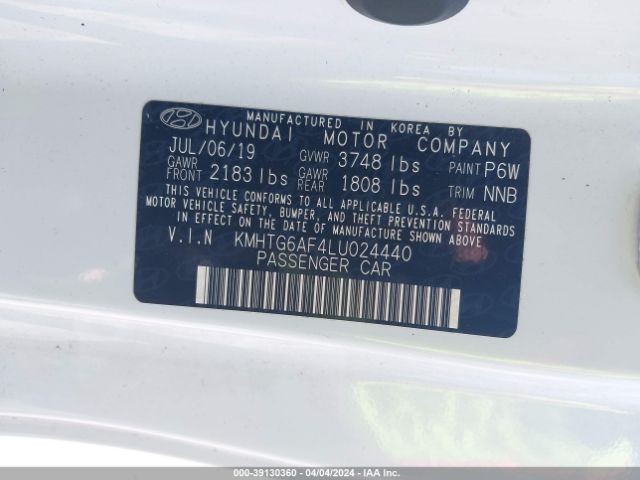 MANUFACTURED IN KOREA BY
HYUNDAI MOTOR COMPANY
JUL/06/19 GVWR 3748 lbs PAINT P6W
GAWR FRONT 2183 lbs GAWR REAR 1808 lbs TRIM NNB
THIS VEHICLE CONFORMS TO ALL APPLICABLE U.S.A. FEDERAL
MOTOR VEHICLE SAFETY, BUMPER, AND THEFT PREVENTION STANDARDS
IN EFFECT ON THE DATE OF MANUFACTURE SHOWN ABOVE.
V.I.N KMHTG6AF4LU024440
PASSENGER CAR
000-39130360 - 04/04/2024 - IAA Inc.